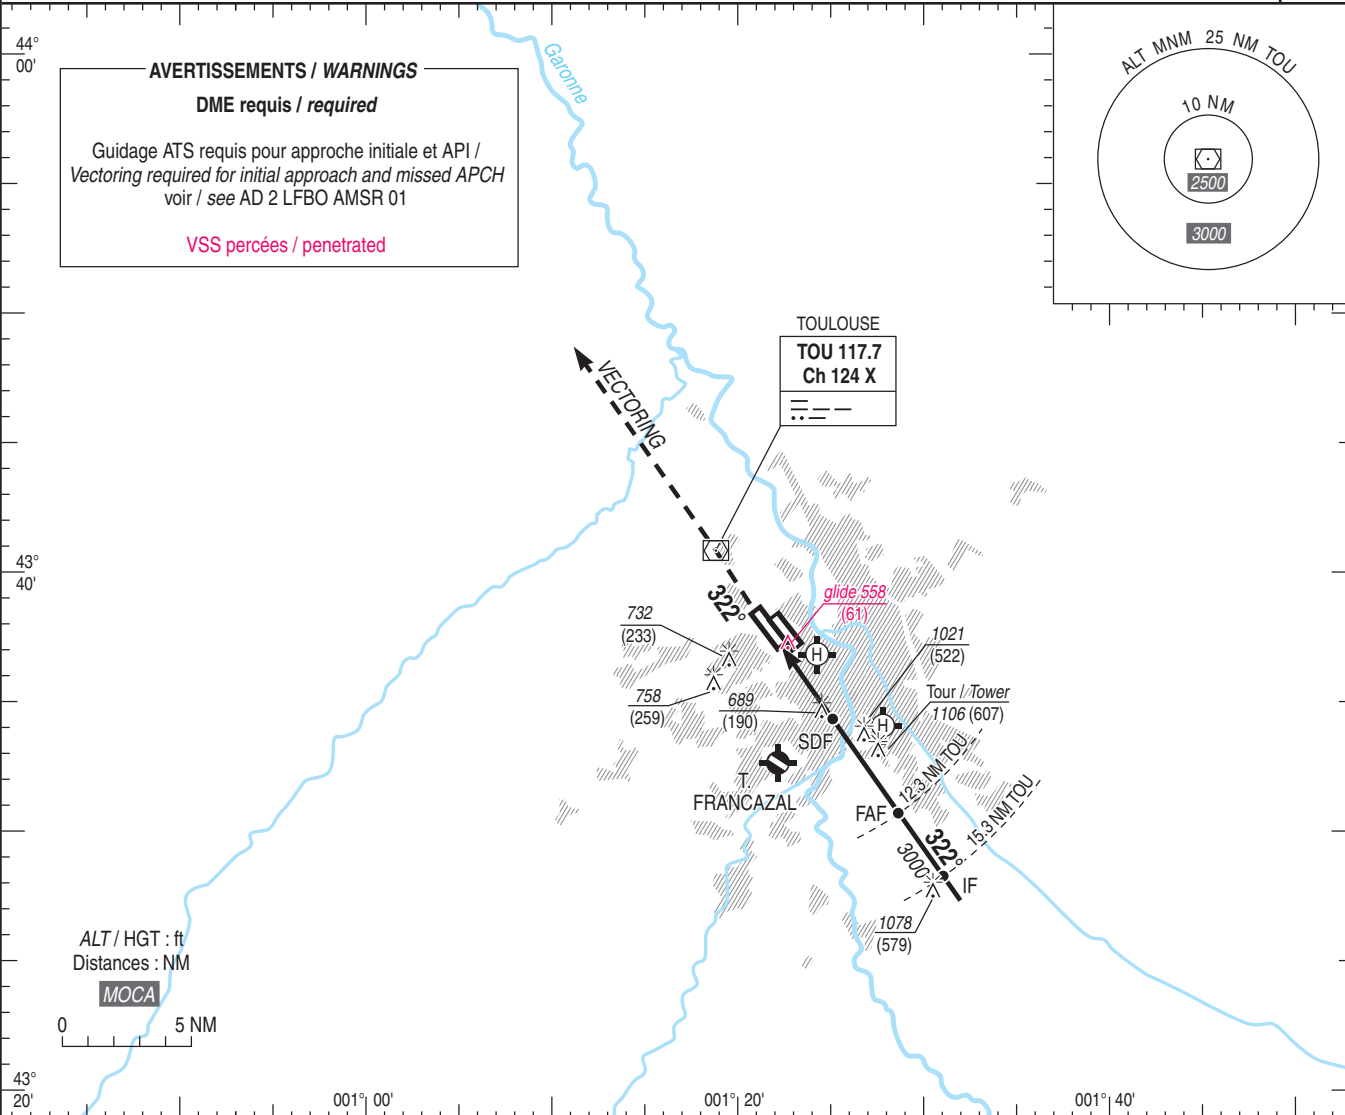 44°
00'
AVERTISSEMENTS / WARNINGS
DME requis / required
Guidage ATS requis pour approche initiale et API /
Vectoring required for initial approach and missed APCH
voir / see AD 2 LFBO AMSR 01
VSS percées / penetrated
Garonne
ALT MNM 25 NM TOU
10 NM
2500
3000
TOULOUSE
TOU 117.7
Ch 124 X
VECTORING
43°
40'
322°
glide 558
(61)
732
(233)
H
1021
(522)
758
(259)
689
(190)
Tour / Tower
1106 (607)
H
SDF
12.3 NM TOU
T.
FRANCAZAL
FAF
15.3 NM TOU
322°
3000
IF
1078
(579)
ALT / HGT : ft
Distances : NM
MOCA
0 5 NM
43°
20'
001° 00'
001° 20'
001° 40'